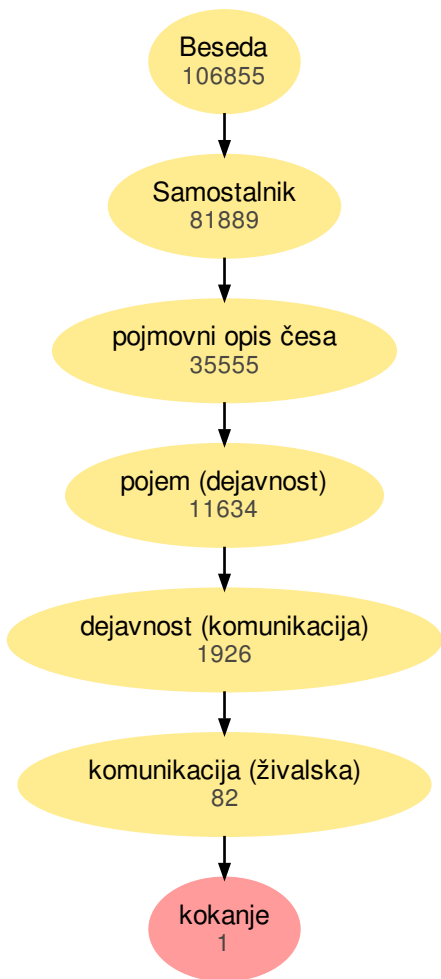 Beseda
106855
Samostalnik
81889
pojmovni opis česa
35555
pojem (dejavnost)
11634
dejavnost (komunikacija)
1926
komunikacija (živalska)
82
kokanje
1